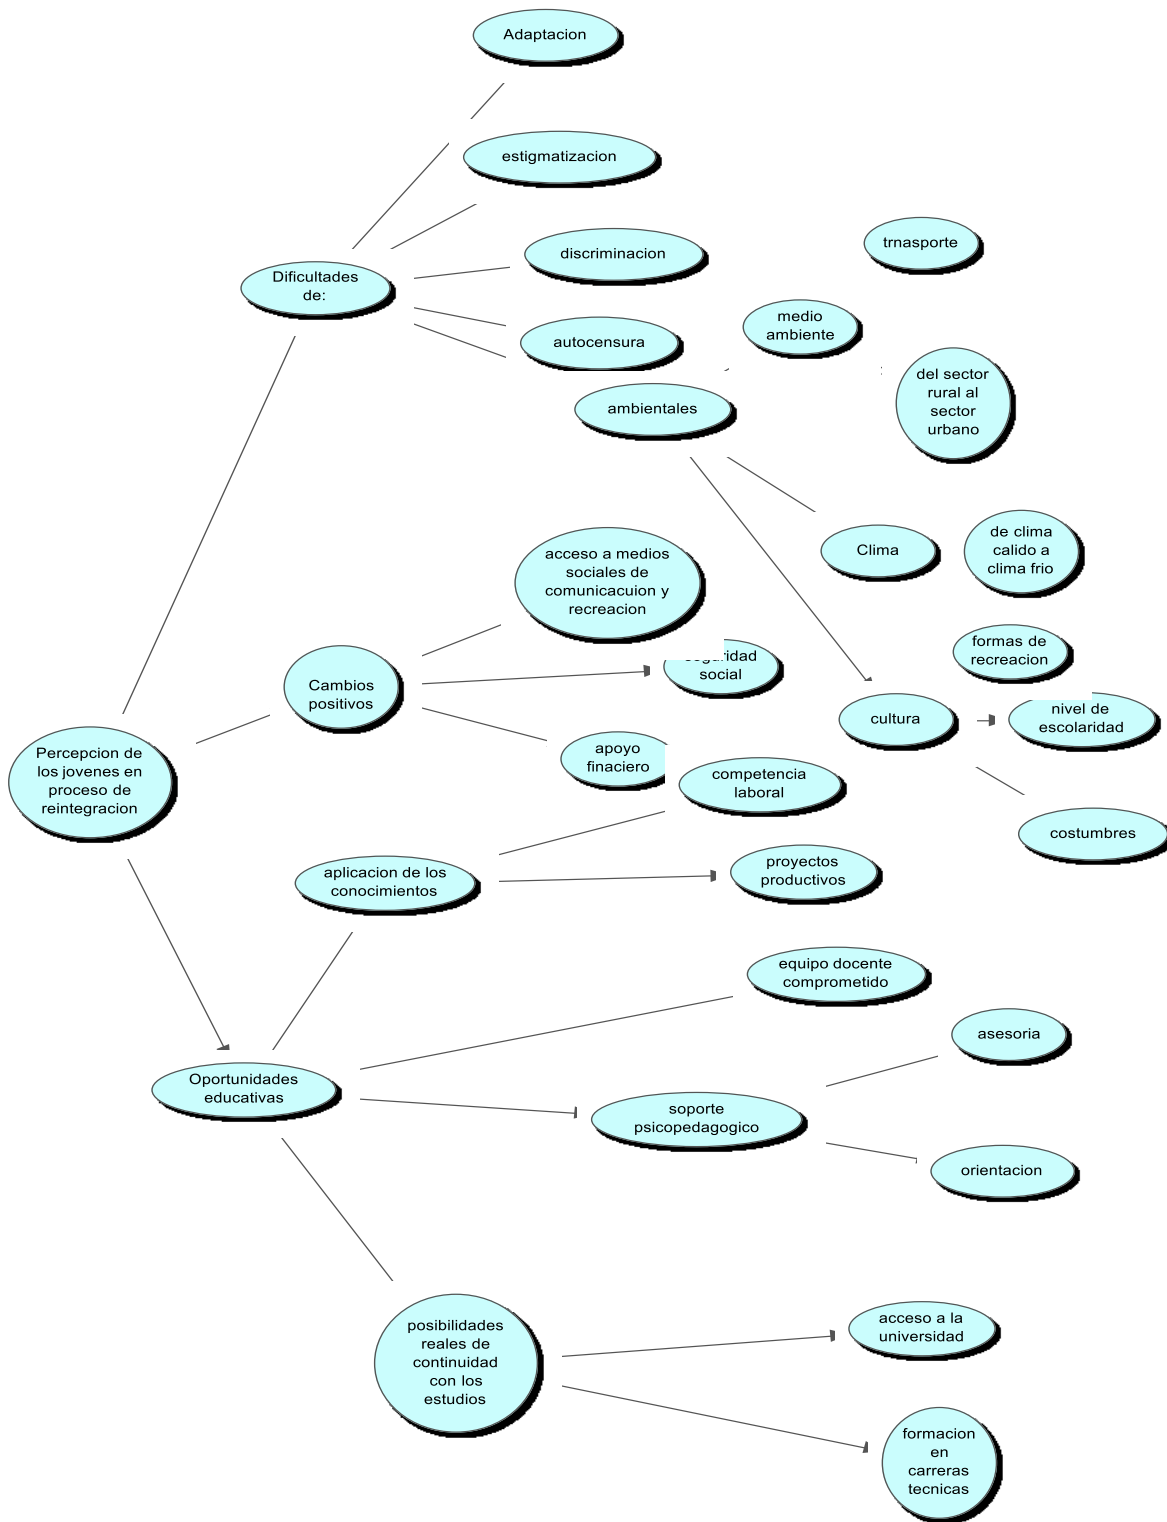 Adaptacion
estigmatizacion
discriminacion
trnasporte
Dificultades
de:
autocensura
medio
ambiente
del sector
rural al
sector
urbano
ambientales
acceso a medios
sociales de
comunicacuion y
recreacion
Clima
de clima
calido a
clima frio
formas de
recreacion
Cambios
positivos
seguridad
social
cultura
nivel de
escolaridad
Percepcion de
los jovenes en
proceso de
reintegracion
apoyo
finaciero
competencia
laboral
costumbres
aplicacion de los
conocimientos
proyectos
productivos
equipo docente
comprometido
asesoria
Oportunidades
educativas
soporte
psicopedagogico
orientacion
posibilidades
reales de
continuidad
con los
estudios
acceso a la
universidad
formacion
en
carreras
tecnicas